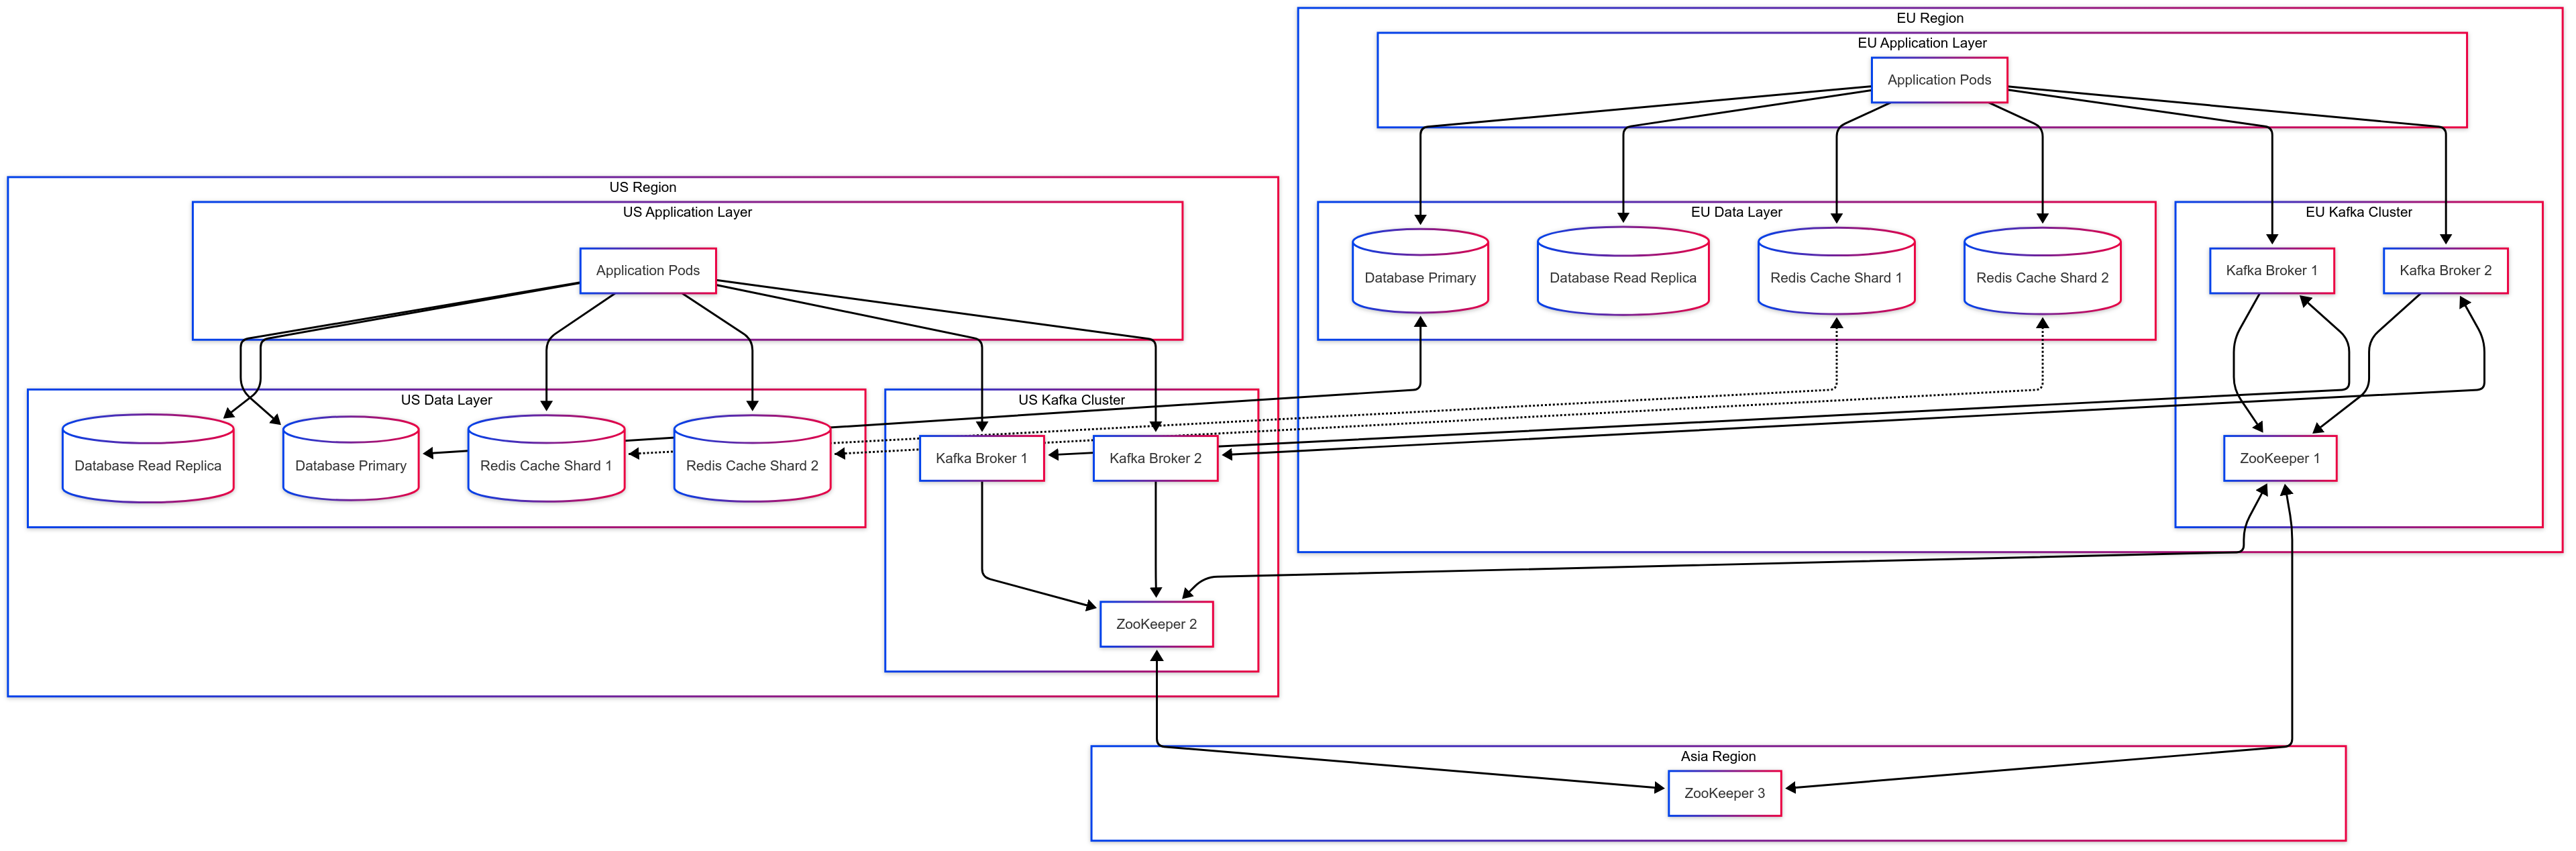 EU Region
EU Application Layer
Application Pods
US Region
US Application Layer
Application Pods
EU Data Layer
Database Primary
Database Read Replica
Redis Cache Shard 1
Redis Cache Shard 2
EU Kafka Cluster
Kafka Broker 1
Kafka Broker 2
ZooKeeper 1
US Data Layer
Database Read Replica
Database Primary
Redis Cache Shard 1
Redis Cache Shard 2
US Kafka Cluster
Kafka Broker 1
Kafka Broker 2
ZooKeeper 2
Asia Region
ZooKeeper 3